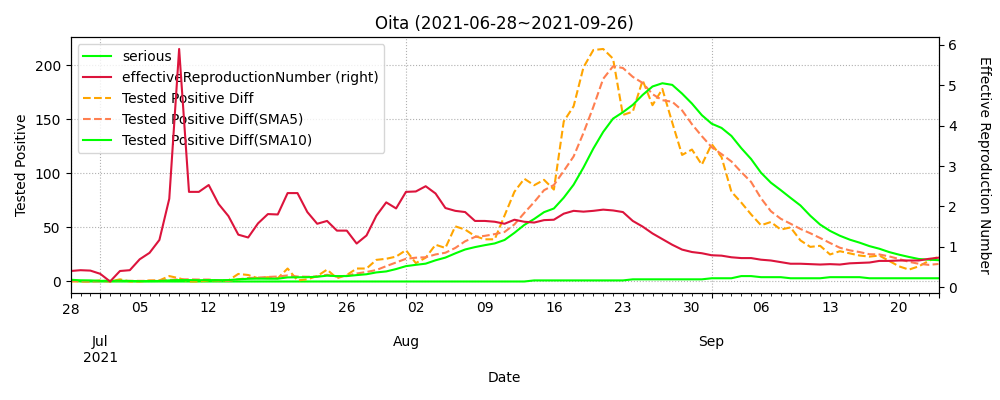 Oita (2021-06-28~2021-09-26)
serious
effectiveReproductionNumber (right)
Tested Positive Diff
Tested Positive Diff(SMA5)
Tested Positive Diff(SMA10)
Tested Positive
200
150
100
50
0
6
5
4
3
2
1
0
Effective Reproduction Number
28 05 12 19 26 02 09 16 23 30 06 13 20
Jul Aug Sep
2021
Date